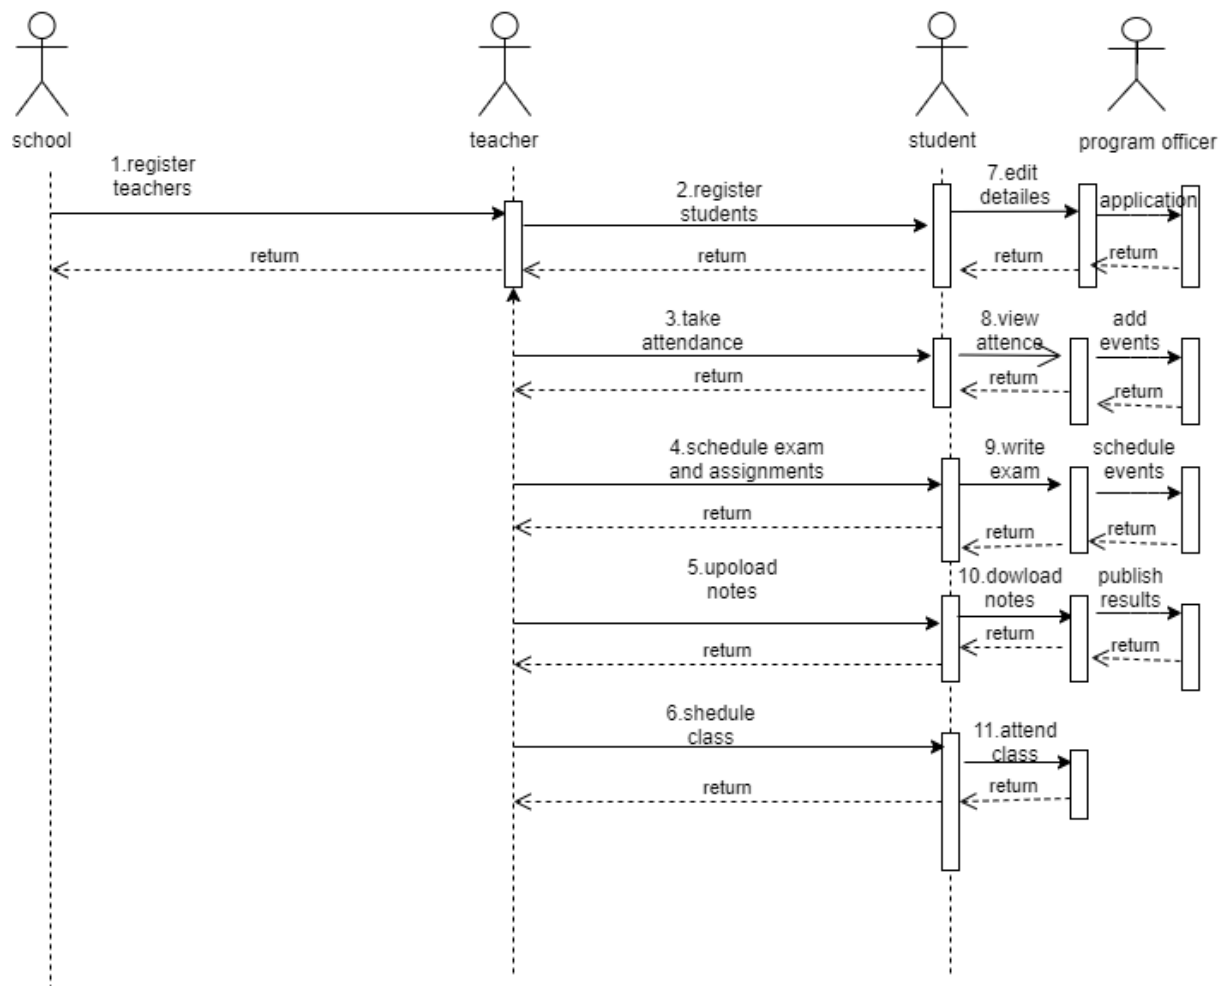 school
teacher
student
program officer
1.register
teachers
2.register
students
7.edit
detailes
application
return
return
return
return
3.take
attendance
8.view
attence
add
events
return
return
return
4.schedule exam
and assignments
9.write
exam
schedule
events
return
return
return
5.upoload
notes
10.dowload
notes
publish
results
return
return
return
6.shedule
class
11.attend
class
return
return